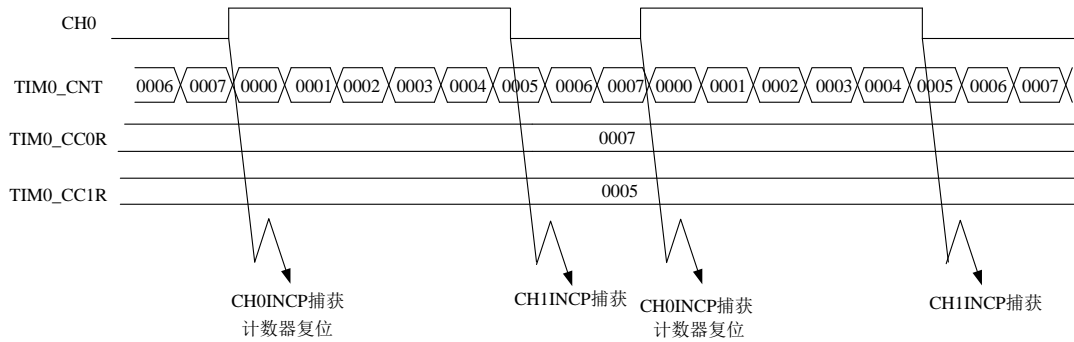 CH0
TIM0_CNT 0006 0007 0000 0001 0002 0003 0004 0005 0006 0007 0000 0001 0002 0003 0004 0005 0006 0007
TIM0_CC0R 0007
TIM0_CC1R 0005
CH0INCP捕获
计数器复位
CH1INCP捕获
CH0INCP捕获
计数器复位
CH1INCP捕获